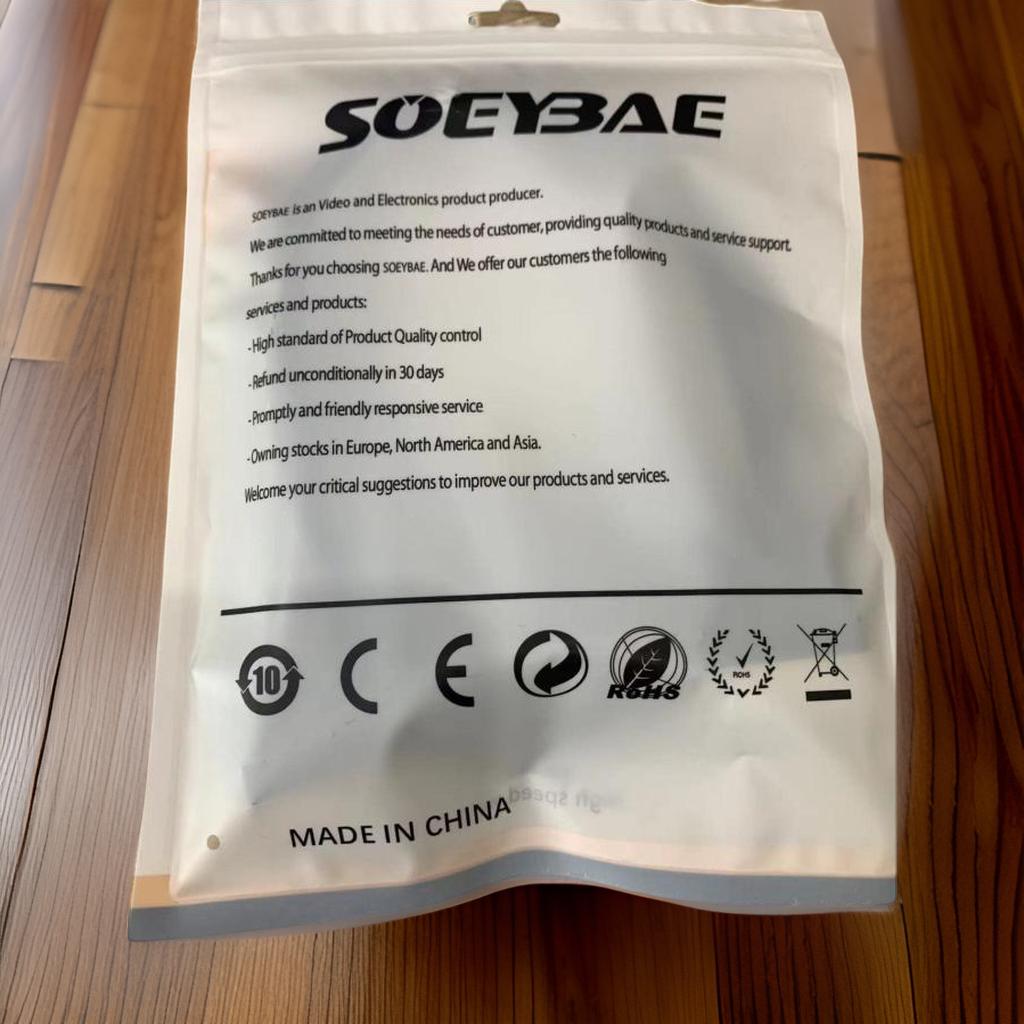 SOEYBAE
SOEYBAE is an Video and Electronics product producer.
We are committed to meeting the needs of customer, providing quality products and service support.
Thanks for you choosing SOEYBAE. And We offer our customers the following
services and products:
-High standard of Product Quality control
-Refund unconditionally in 30 days
-Promptly and friendly responsive service
-Owning stocks in Europe, North America and Asia.
Welcome your critical suggestions to improve our products and services.
10
CE
RoHS
ROHS
MADE IN CHINA